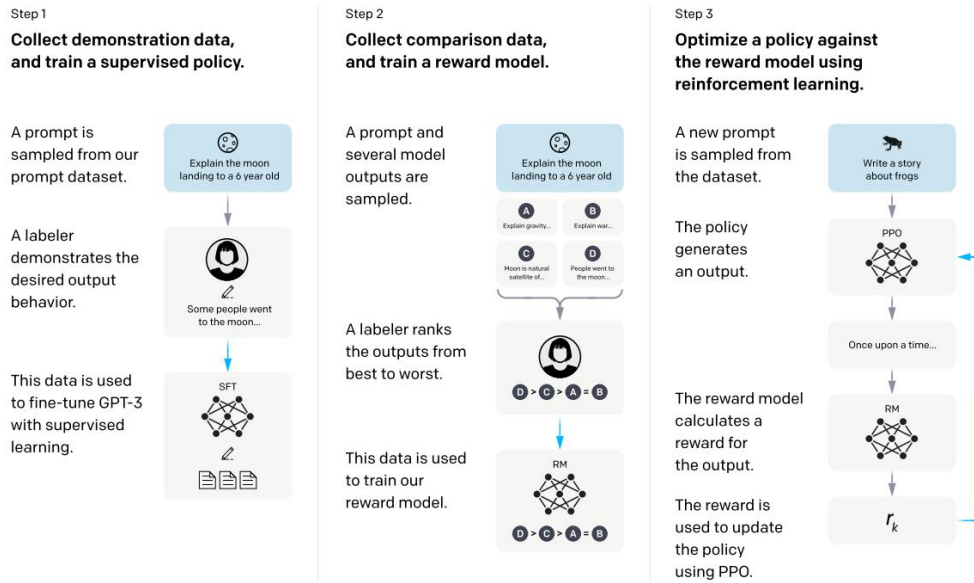 Step 1
Collect demonstration data,
and train a supervised policy.
A prompt is
sampled from our
prompt dataset.
Explain the moon
landing to a 6 year old
A labeler
demonstrates the
desired output
behavior.
Some people went
to the moon...
This data is used
to fine-tune GPT-3
with supervised
learning.
SFT
Step 2
Collect comparison data,
and train a reward model.
A prompt and
several model
outputs are
sampled.
Explain the moon
landing to a 6 year old
A
Explain gravity...
B
Explain war...
C
Moon is natural
satellite of...
D
People went to
the moon...
A labeler ranks
the outputs from
best to worst.
D > C > A = B
This data is used
to train our
reward model.
RM
D > C > A = B
Step 3
Optimize a policy against
the reward model using
reinforcement learning.
A new prompt
is sampled from
the dataset.
Write a story
about frogs
The policy
generates
an output.
PPO
Once upon a time...
The reward model
calculates a
reward for
the output.
RM
The reward is
used to update
the policy
using PPO.
r_k